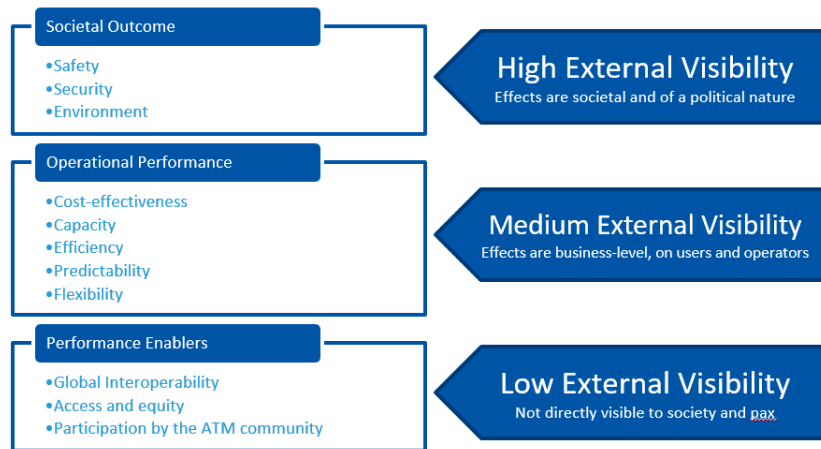 Societal Outcome
•Safety
•Security
•Environment
High External Visibility
Effects are societal and of a political nature
Operational Performance
•Cost-effectiveness
•Capacity
•Efficiency
•Predictability
•Flexibility
Medium External Visibility
Effects are business-level, on users and operators
Performance Enablers
•Global Interoperability
•Access and equity
•Participation by the ATM community
Low External Visibility
Not directly visible to society and pax